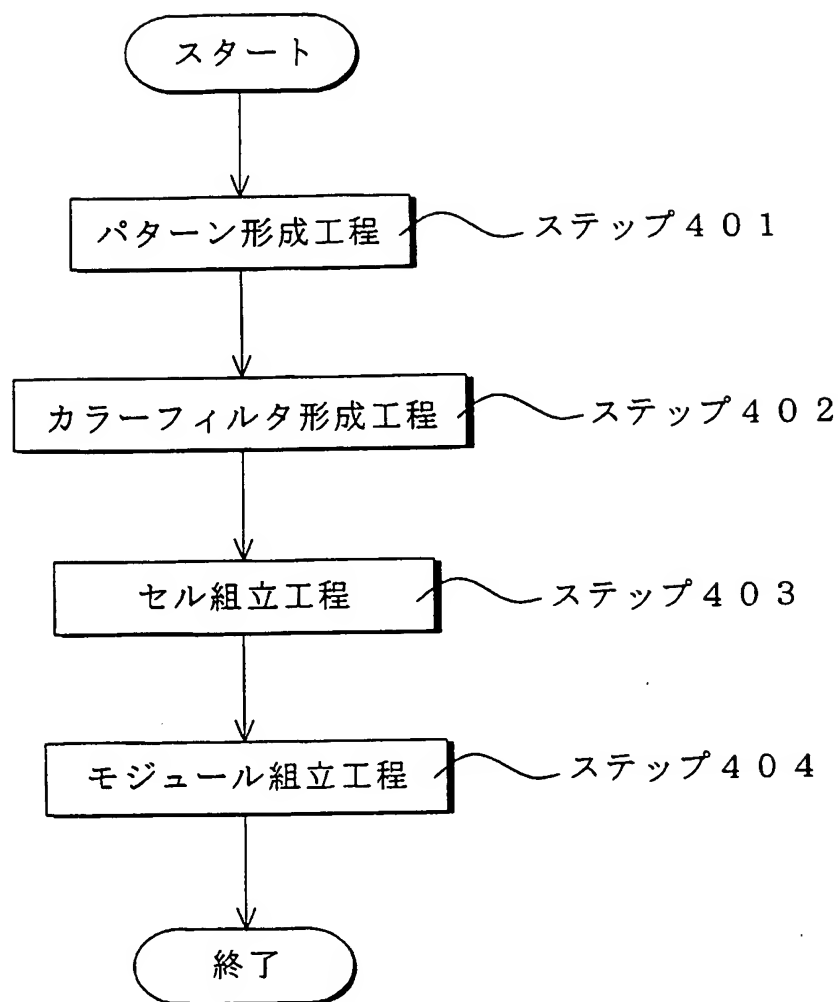 スタート
パターン形成工程
ステップ401
カラーフィルタ形成工程
ステップ402
セル組立工程
ステップ403
モジュール組立工程
ステップ404
終了